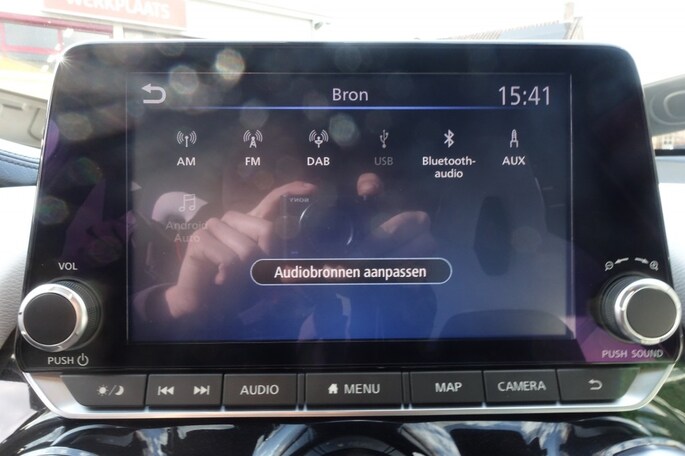 WERKPLAATS
Bron
15:41
AM
FM
DAB
USB
Bluetooth-
audio
AUX
Android
Auto
Audiobronnen aanpassen
VOL
PUSH
PUSH SOUND
AUDIO
MENU
MAP
CAMERA